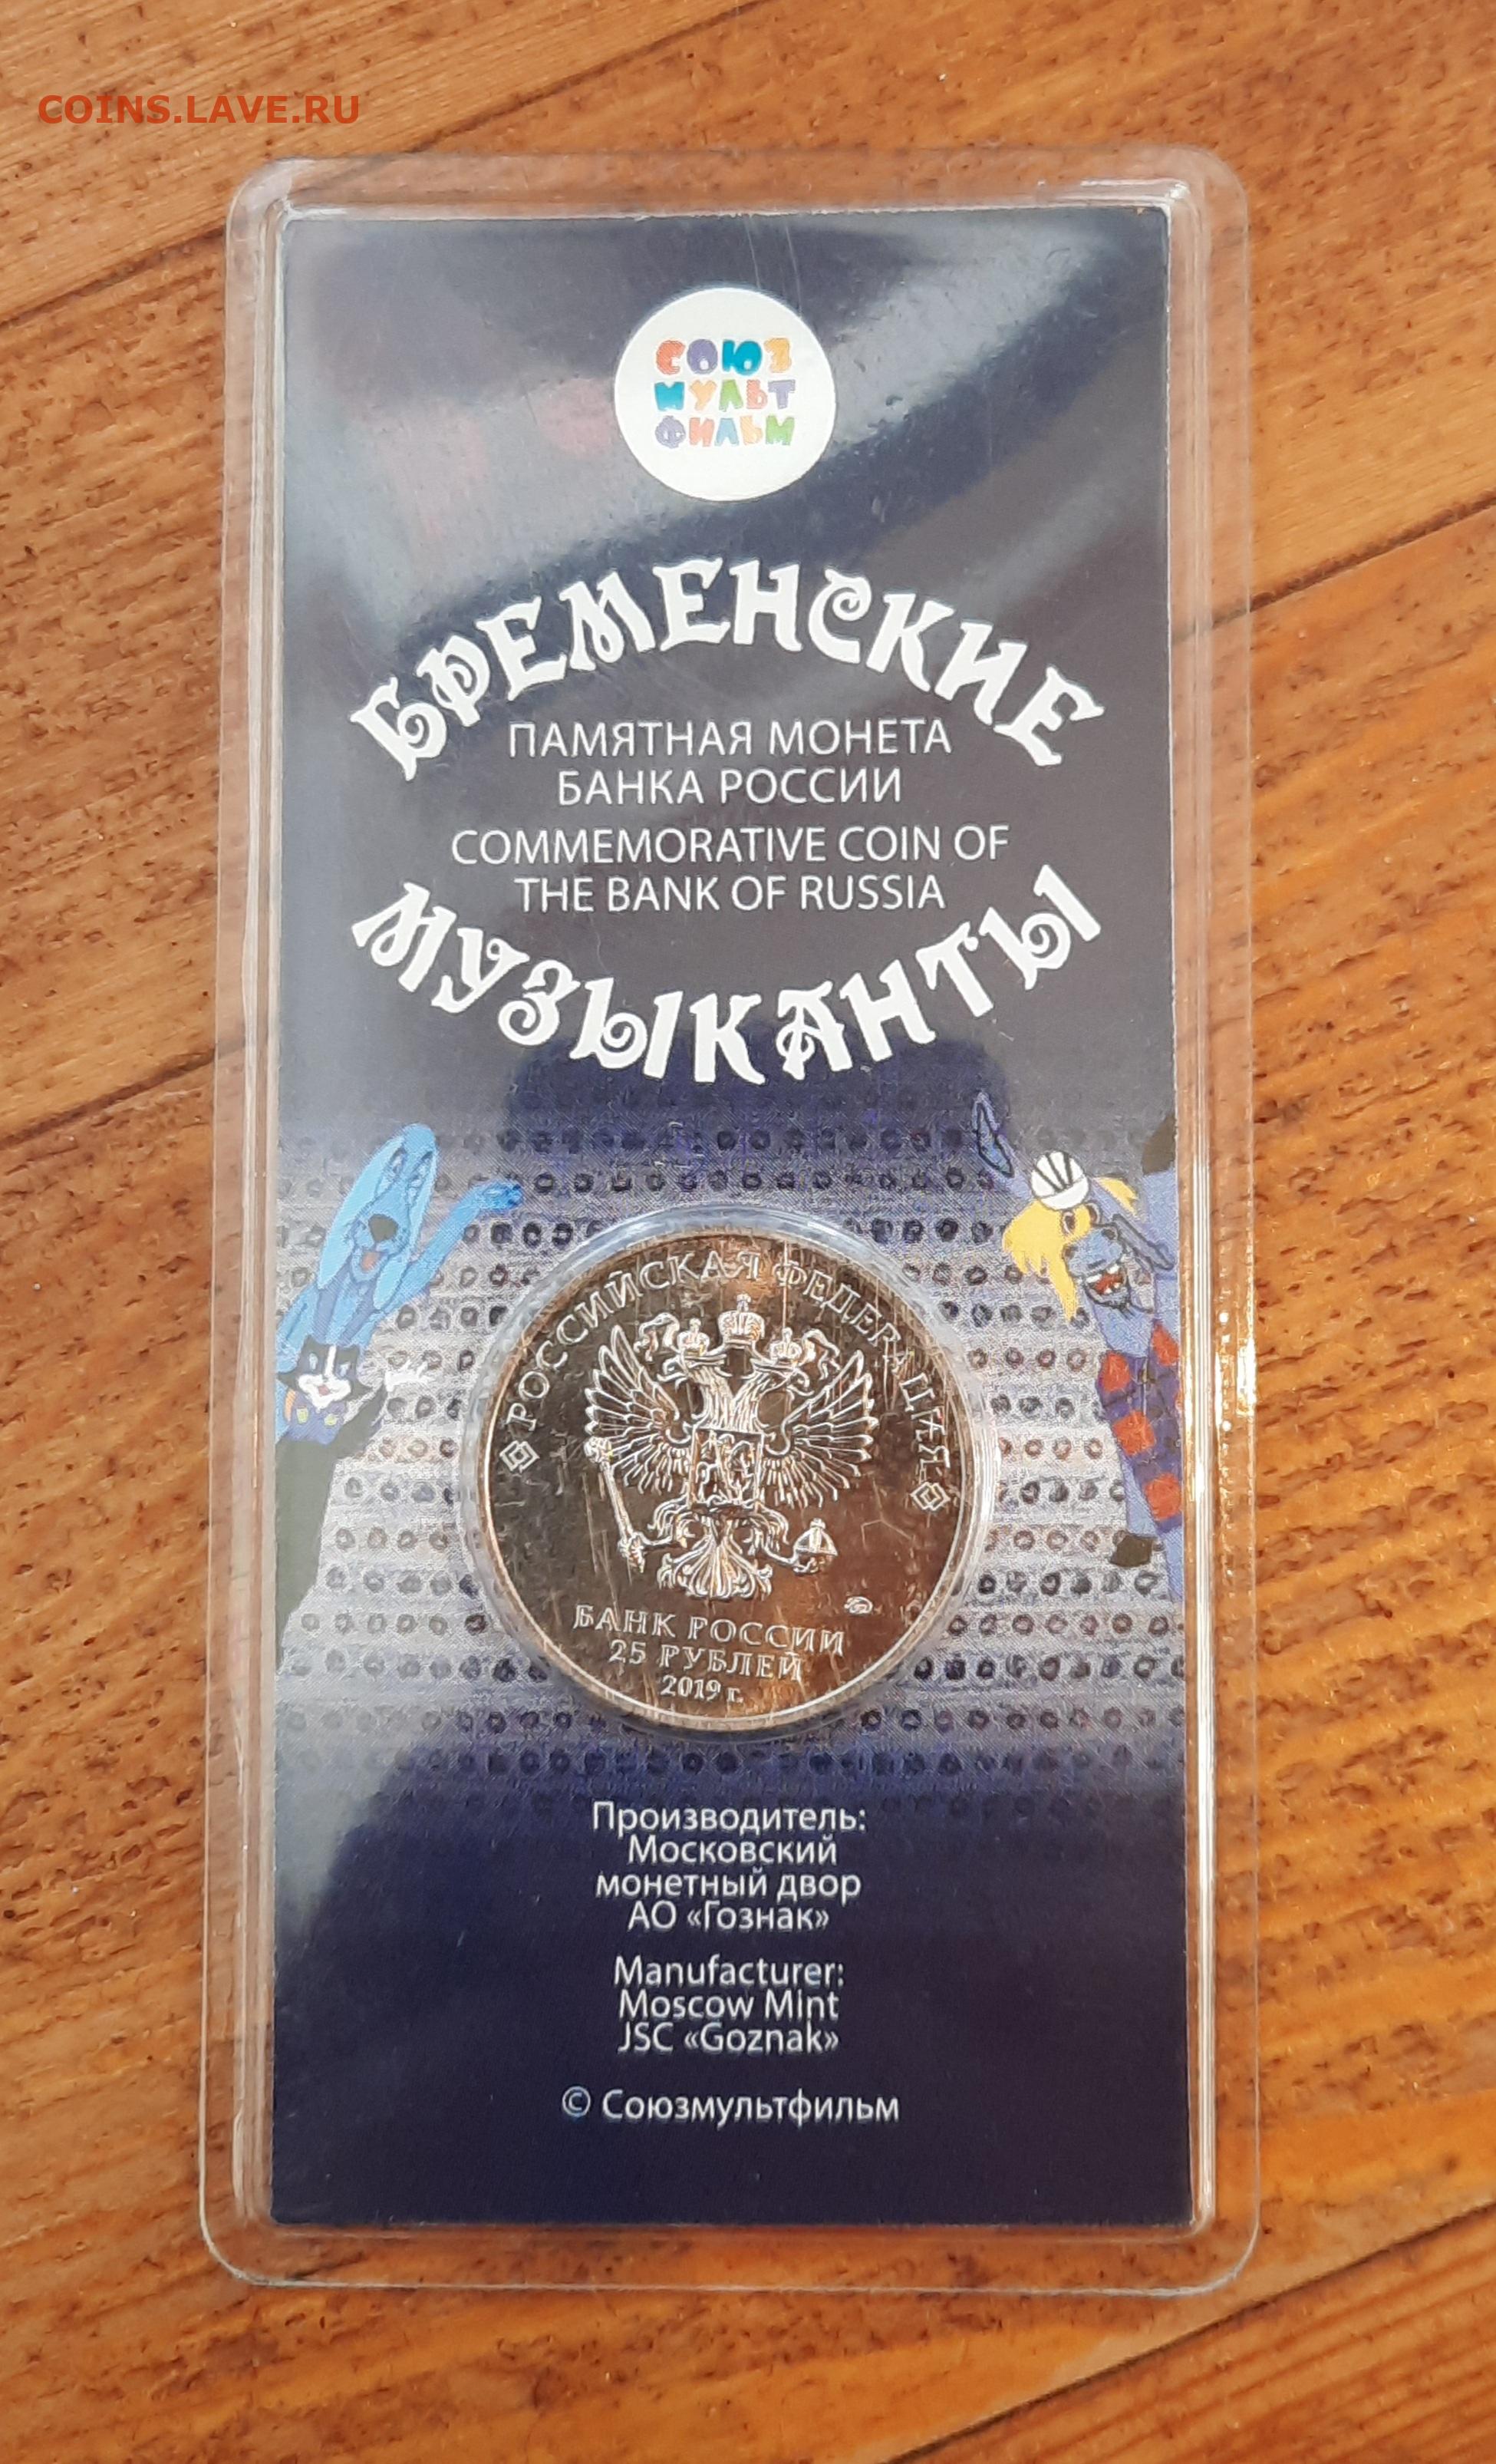 COINS.LAVE.RU
СОЮЗ
МУЛЬТ
ФИЛЬМ
БРЕМЕНСКИЕ
ПАМЯТНАЯ МОНЕТА
БАНКА РОССИИ
COMMEMORATIVE COIN OF
THE BANK OF RUSSIA
МУЗЫКАНТЫ
РОССИЙСКАЯ ФЕДЕРАЦИЯ
БАНК РОССИИ
25 РУБЛЕЙ
2019 г.
Производитель:
Московский
монетный двор
АО «Гознак»
Manufacturer:
Moscow Mint
JSC «Goznak»
© Союзмультфильм